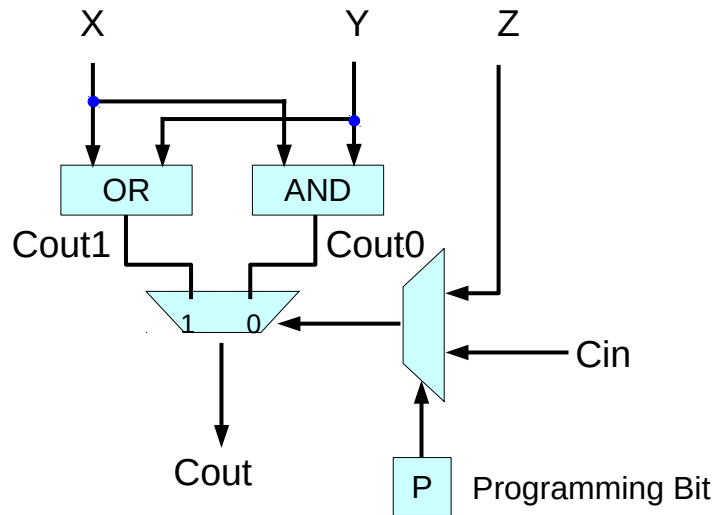 X Y Z
OR AND
Cout1 Cout0
1 0
Cin
Cout
P Programming Bit